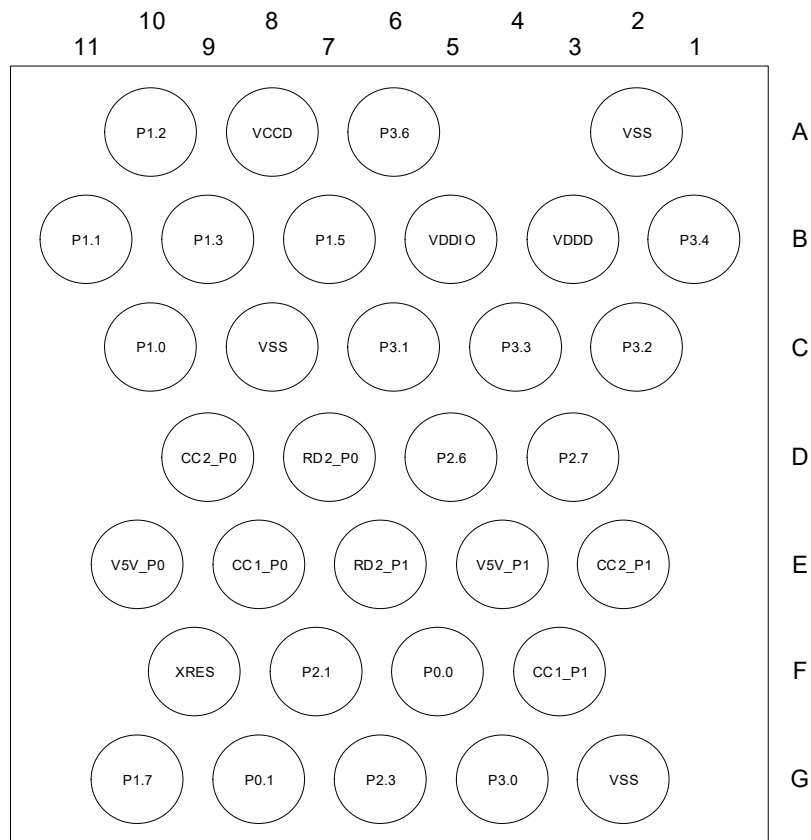 10 8 6 4 2
11 9 7 5 3 1
P1.2 VCCD P3.6 VSS A
P1.1 P1.3 P1.5 VDDIO VDDD P3.4 B
P1.0 VSS P3.1 P3.3 P3.2 C
CC2_P0 RD2_P0 P2.6 P2.7 D
V5V_P0 CC1_P0 RD2_P1 V5V_P1 CC2_P1 E
XRES P2.1 P0.0 CC1_P1 F
P1.7 P0.1 P2.3 P3.0 VSS G